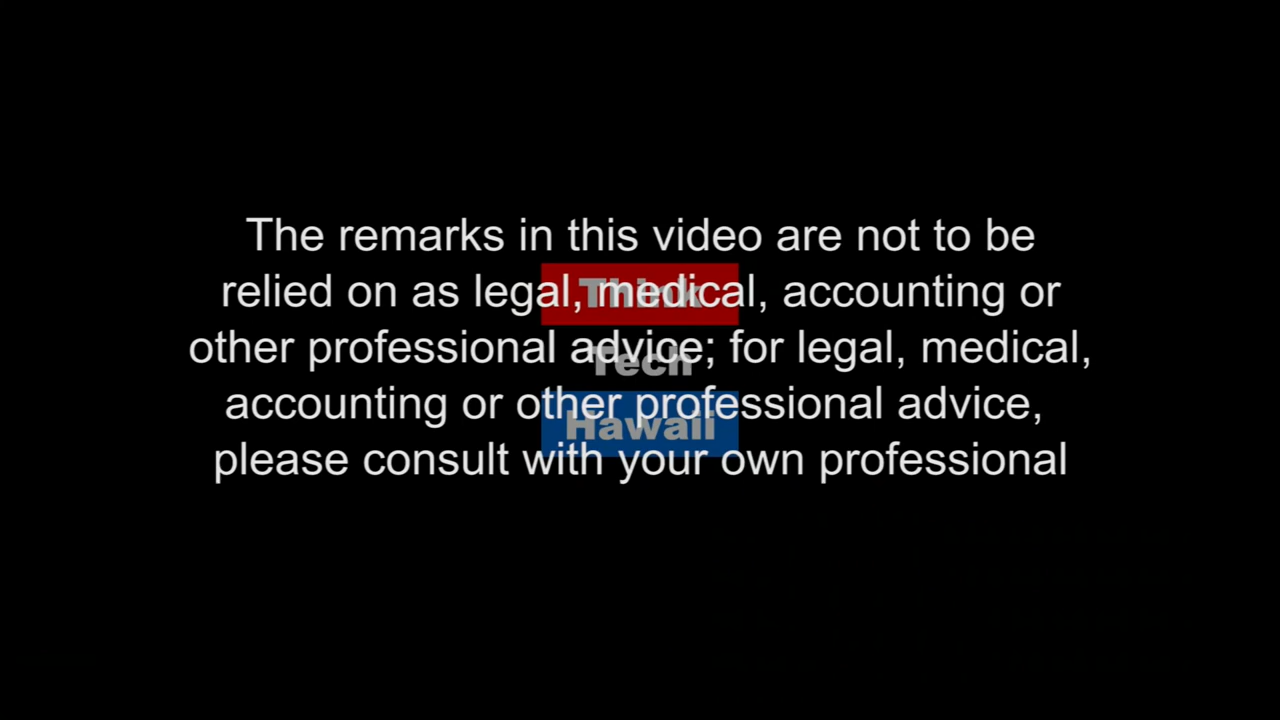 The remarks in this video are not to be
relied on as legal, medical, accounting or
other professional advice; for legal, medical,
accounting or other professional advice,
please consult with your own professional
Think
Tech
Hawaii